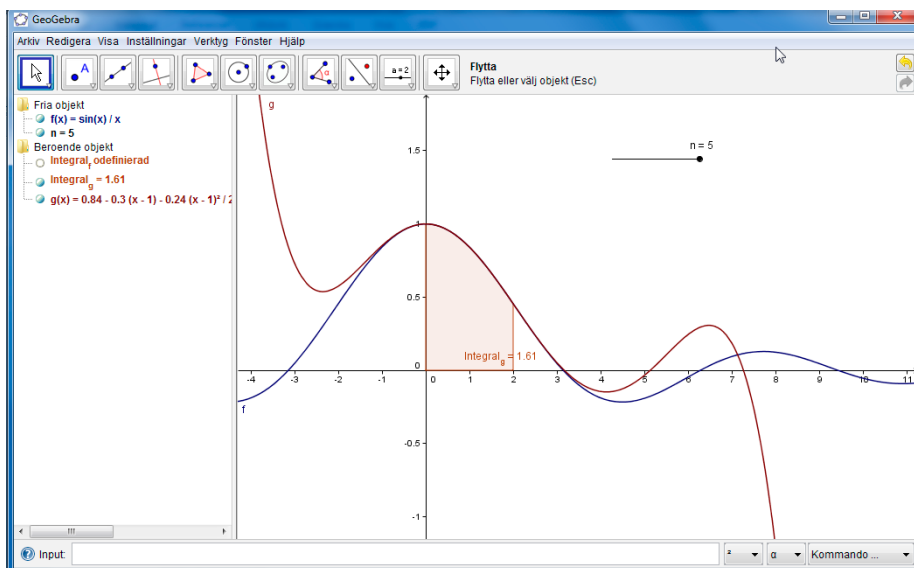 GeoGebra
Arkiv Redigera Visa Inställningar Verktyg Fönster Hjälp
A
α
a = 2
Flytta
Flytta eller välj objekt (Esc)
Fria objekt
f(x) = sin(x) / x
n = 5
Beroende objekt
Integral_f odefinierad
Integral_g = 1.61
g(x) = 0.84 - 0.3 (x - 1) - 0.24 (x - 1)² / 2
g
n = 5
1.5
1
0.5
Integral_g = 1.61
0
-4 -3 -2 -1 0 1 2 3 4 5 6 7 8 9 10 11
f
-0.5
-1
Input:
² α Kommando ...